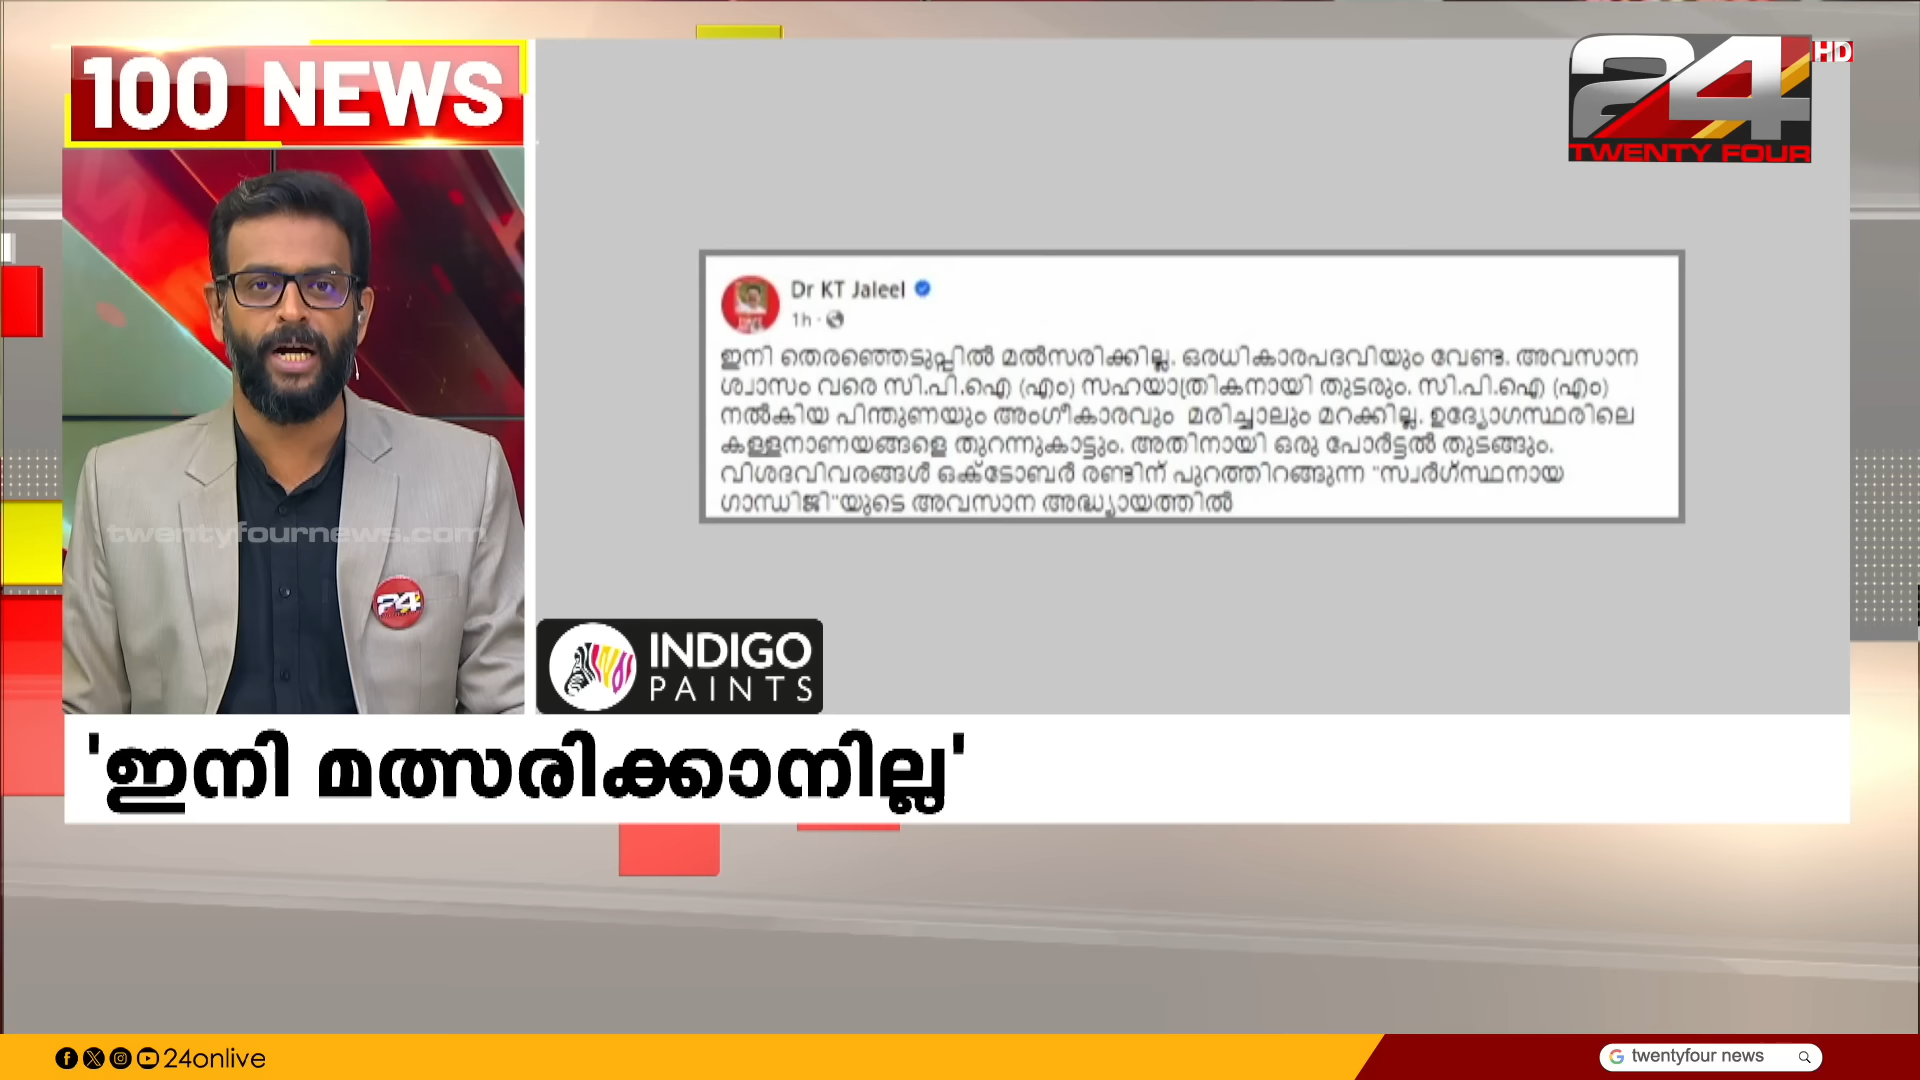 100 NEWS
24
HD
TWENTY FOUR
Dr KT Jaleel
1h ·
ഇനി തെരഞ്ഞെടുപ്പിൽ മൽസരിക്കില്ല. ഒരധികാരപദവിയും വേണ്ട. അവസാന
ശ്വാസം വരെ സി.പി.ഐ (എം) സഹയാത്രികനായി തുടരും. സി.പി.ഐ (എം)
നൽകിയ പിന്തുണയും അംഗീകാരവും മരിച്ചാലും മറക്കില്ല. ഉദ്യോഗസ്ഥരിലെ
കള്ളനാണയങ്ങളെ തുറന്നുകാട്ടും. അതിനായി ഒരു പോർട്ടൽ തുടങ്ങും.
വിശദവിവരങ്ങൾ ഒക്ടോബർ രണ്ടിന് പുറത്തിറങ്ങുന്ന "സ്വർഗ്സ്ഥനായ
ഗാന്ധിജി"യുടെ അവസാന അദ്ധ്യായത്തിൽ
twentyfournews.com
24
INDIGO
PAINTS
'ഇനി മത്സരിക്കാനില്ല'
24onlive
twentyfour news